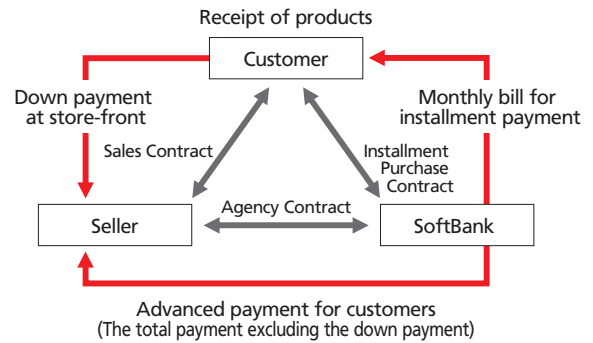 Receipt of products
Customer
Down payment
at store-front
Monthly bill for
installment payment
Sales Contract
Installment
Purchase
Contract
Agency Contract
Seller
SoftBank
Advanced payment for customers
(The total payment excluding the down payment)